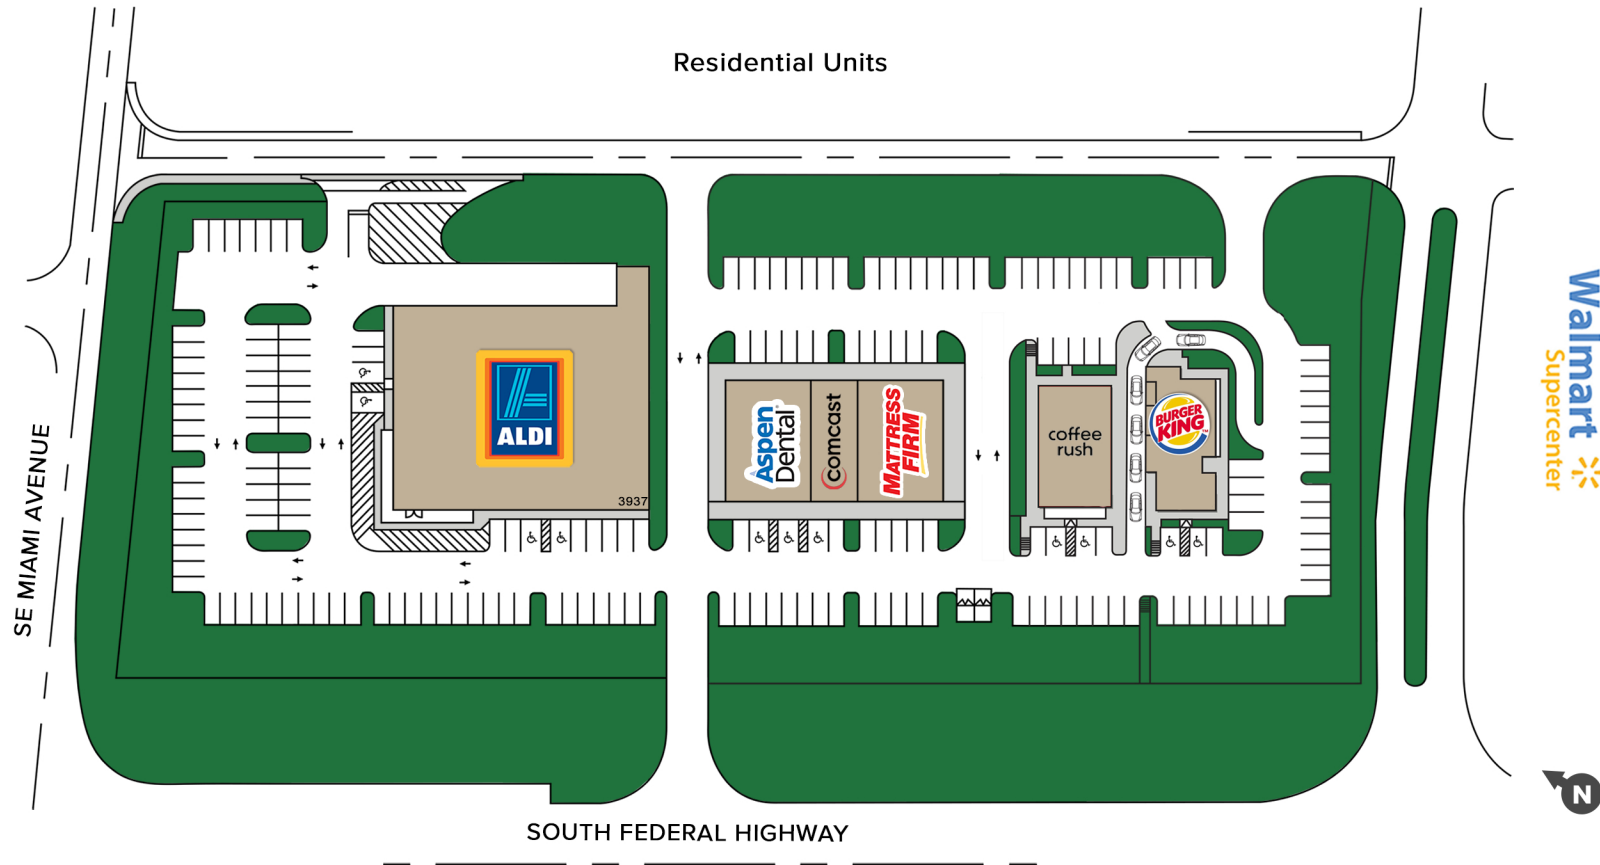 Residential Units
Walmart
Supercenter
ALDI
3937
Aspen
Dental
comcast
MATTRESS
FIRM
coffee
rush
BURGER
KING
SE MIAMI AVENUE
N
SOUTH FEDERAL HIGHWAY